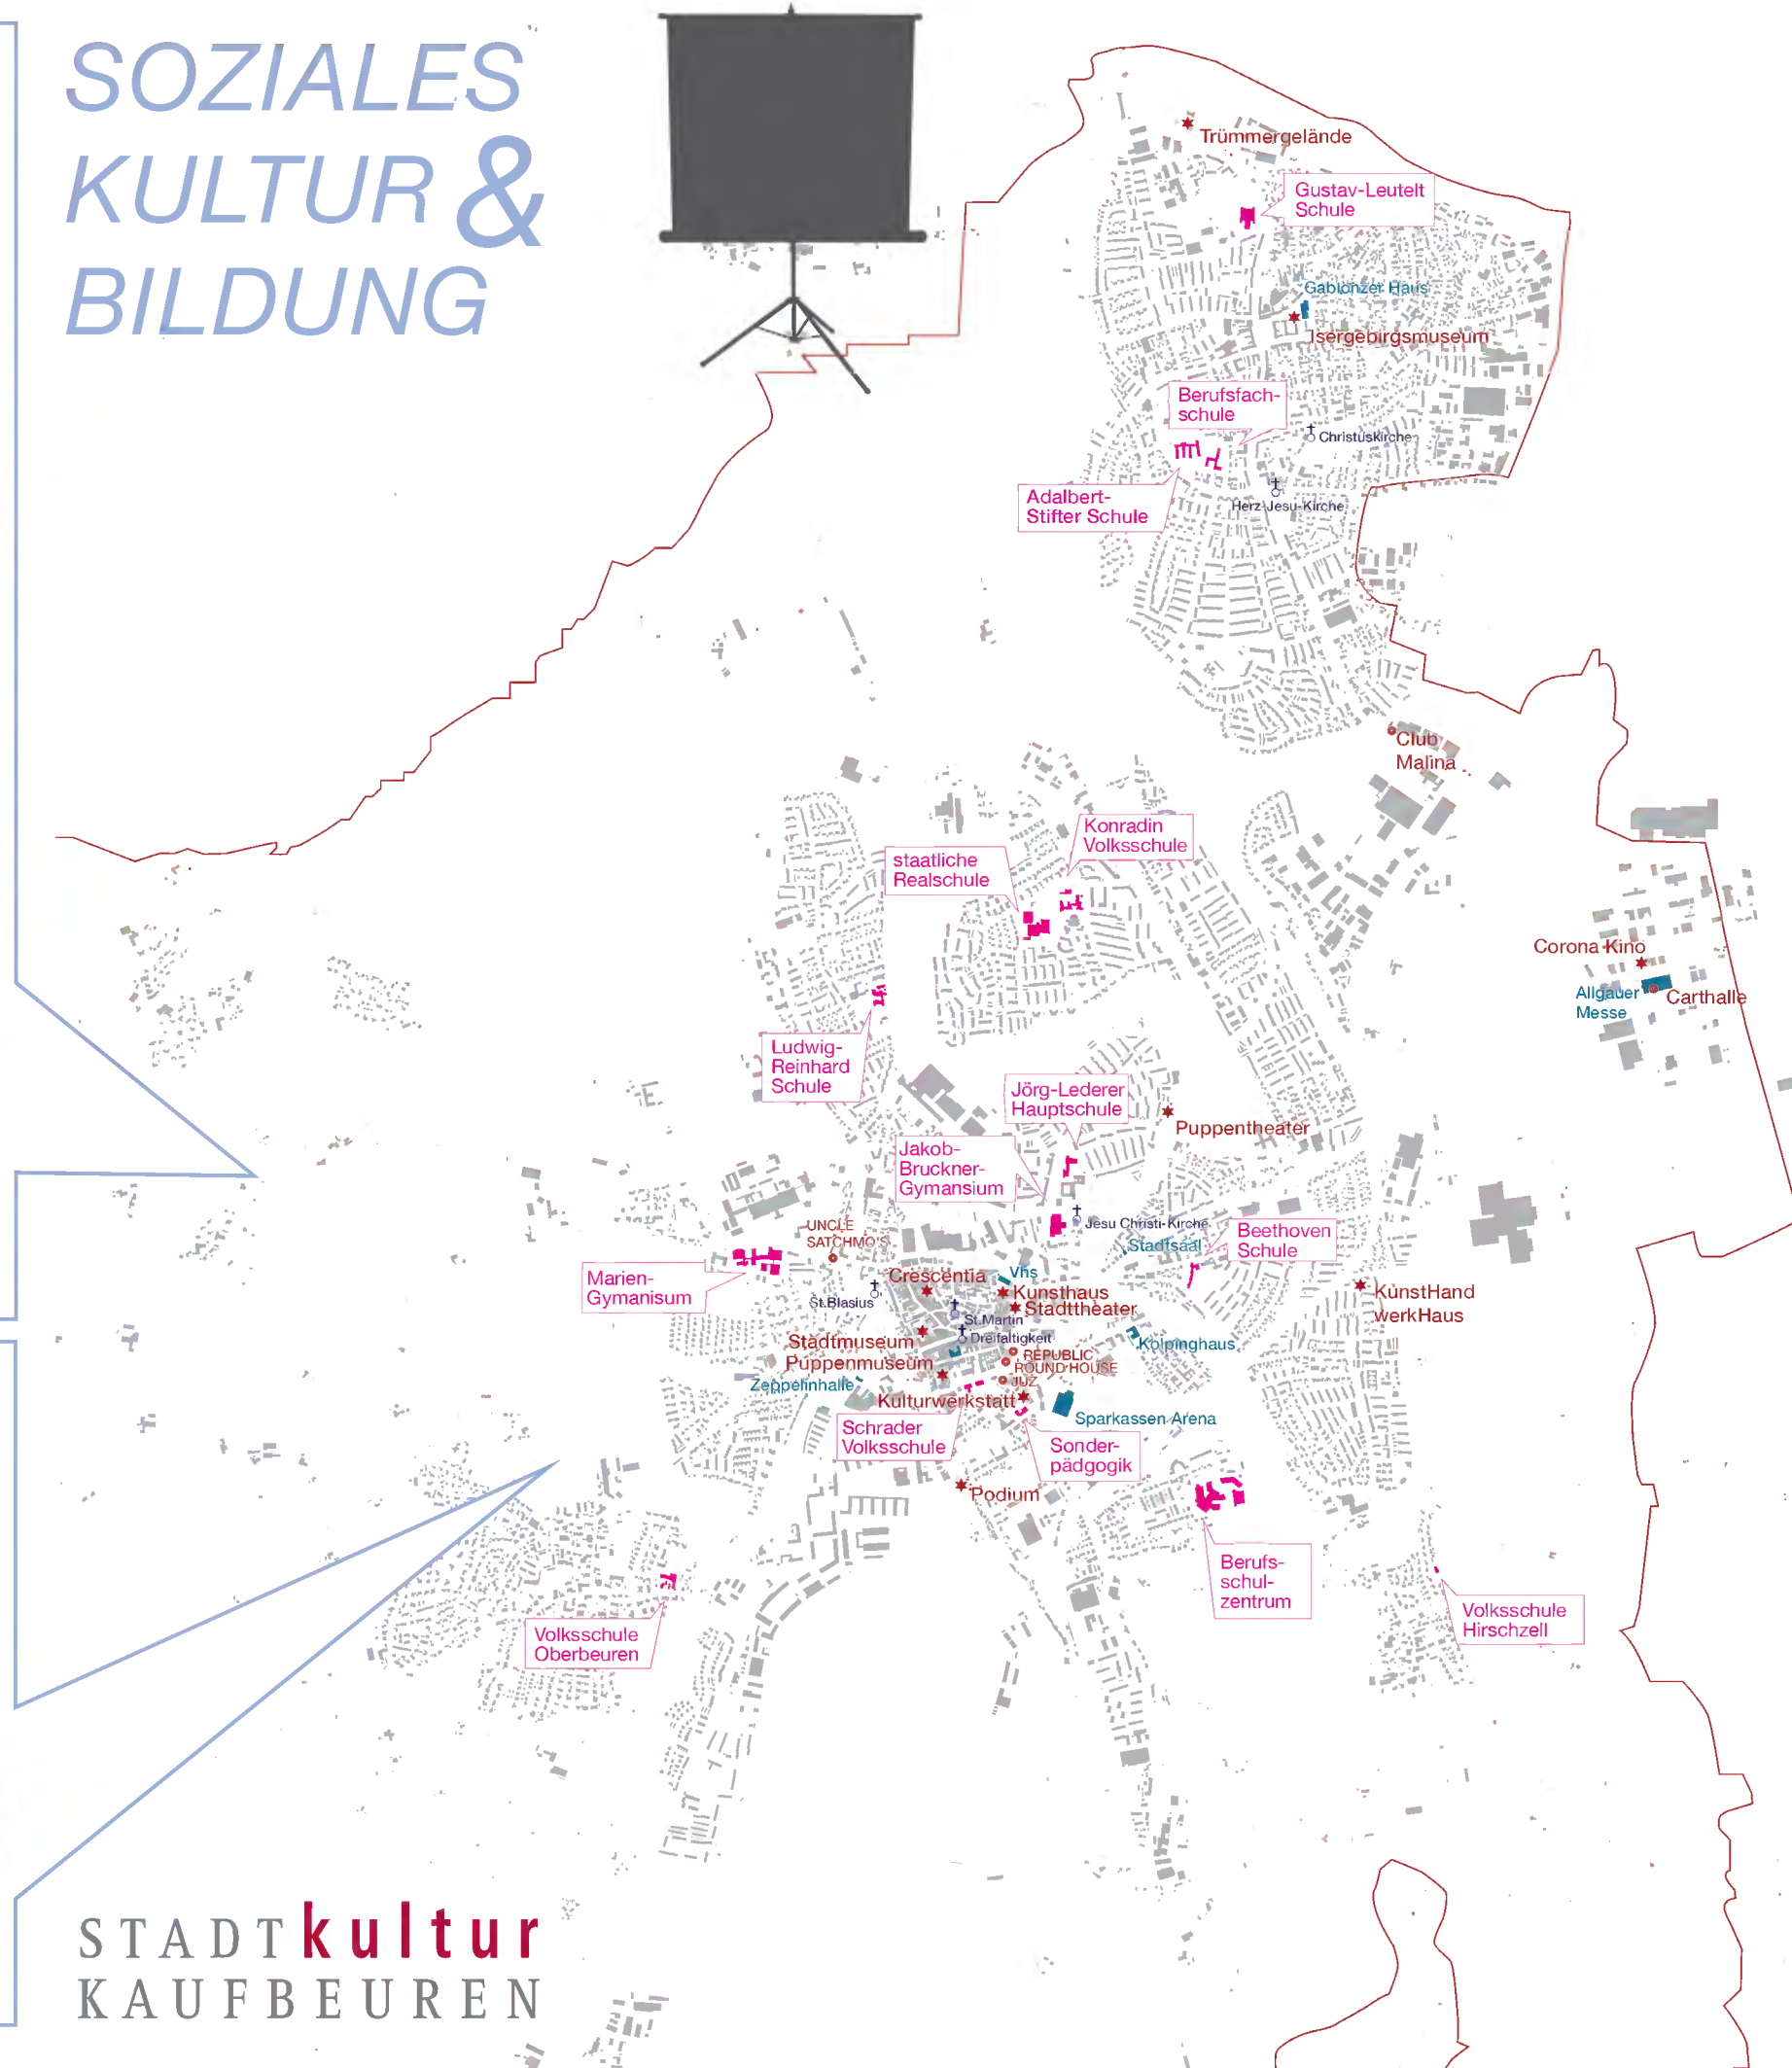 SOZIALES
KULTUR &
BILDUNG
Trümmergelände
Gustav-Leutelt
Schule
Gablonzer Haus
Isergebirgsmuseum
Berufsfach-
schule
Christuskirche
Adalbert-
Stifter Schule
Herz-Jesu-Kirche
Club
Malina
Konradin
Volksschule
staatliche
Realschule
Corona Kino
Allgäuer
Messe
Carthalle
Ludwig-
Reinhard
Schule
Jörg-Lederer
Hauptschule
Puppentheater
Jakob-
Bruckner-
Gymansium
Jesu Christi-Kirche
UNCLE
SATCHMO'S
Stadtsaal
Beethoven
Schule
Marien-
Gymanisum
Crescentia
Vhs
St.Blasius
Kunsthaus
Stadttheater
KunstHand
werkHaus
St.Martin
Stadtmuseum
Dreifaltigkeit
Kolpinghaus
Puppenmuseum
REPUBLIC
ROUND HOUSE
JUZ
Zeppelinhalle
Kulturwerkstatt
Sparkassen Arena
Schrader
Volksschule
Sonder-
pädgogik
Podium
Berufs-
schul-
zentrum
Volksschule
Hirschzell
Volksschule
Oberbeuren
STADTkultur
KAUFBEUREN